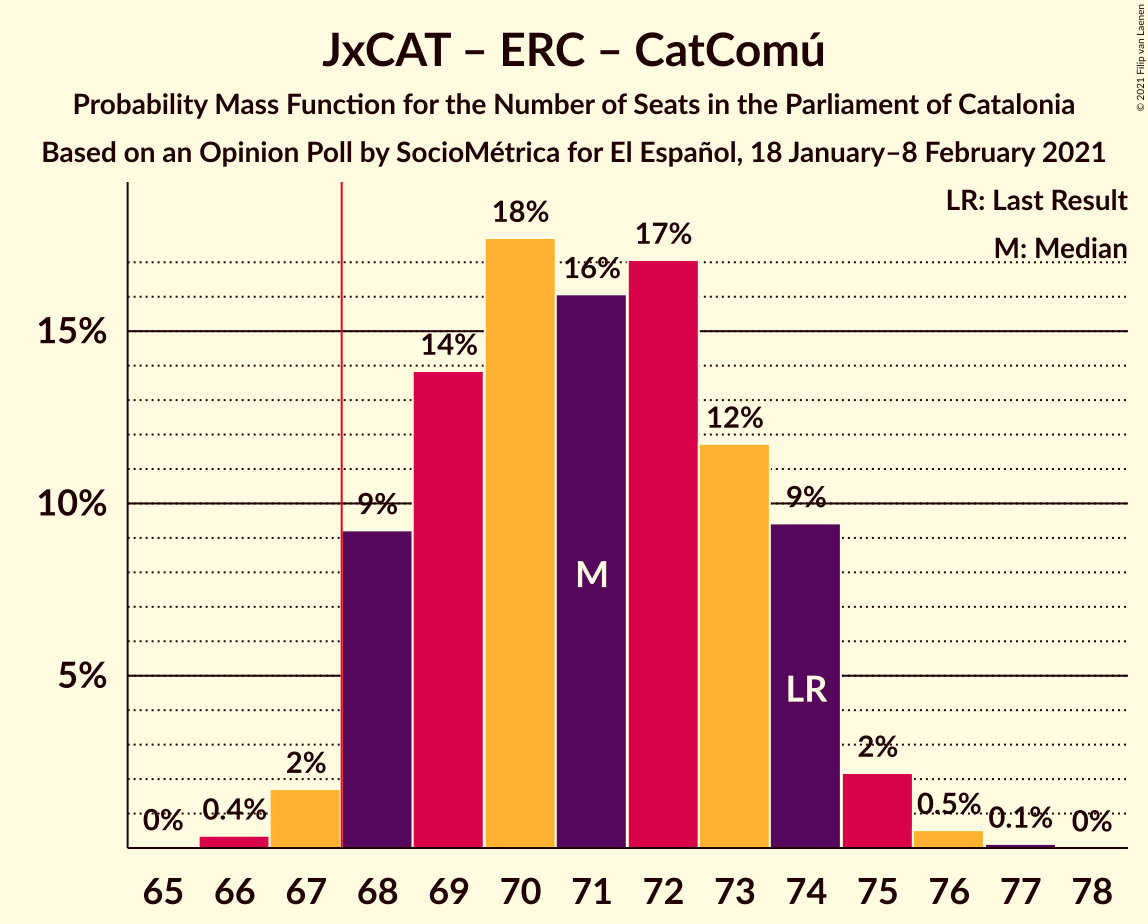 JxCAT – ERC – CatComú
Probability Mass Function for the Number of Seats in the Parliament of Catalonia
Based on an Opinion Poll by SocioMétrica for El Español, 18 January–8 February 2021
© 2021 Filip van Laenen
LR: Last Result
M: Median
15%
10%
5%
0%
0.4%
2%
9%
14%
18%
16%
17%
12%
9%
2%
0.5%
0.1%
0%
M
LR
65 66 67 68 69 70 71 72 73 74 75 76 77 78